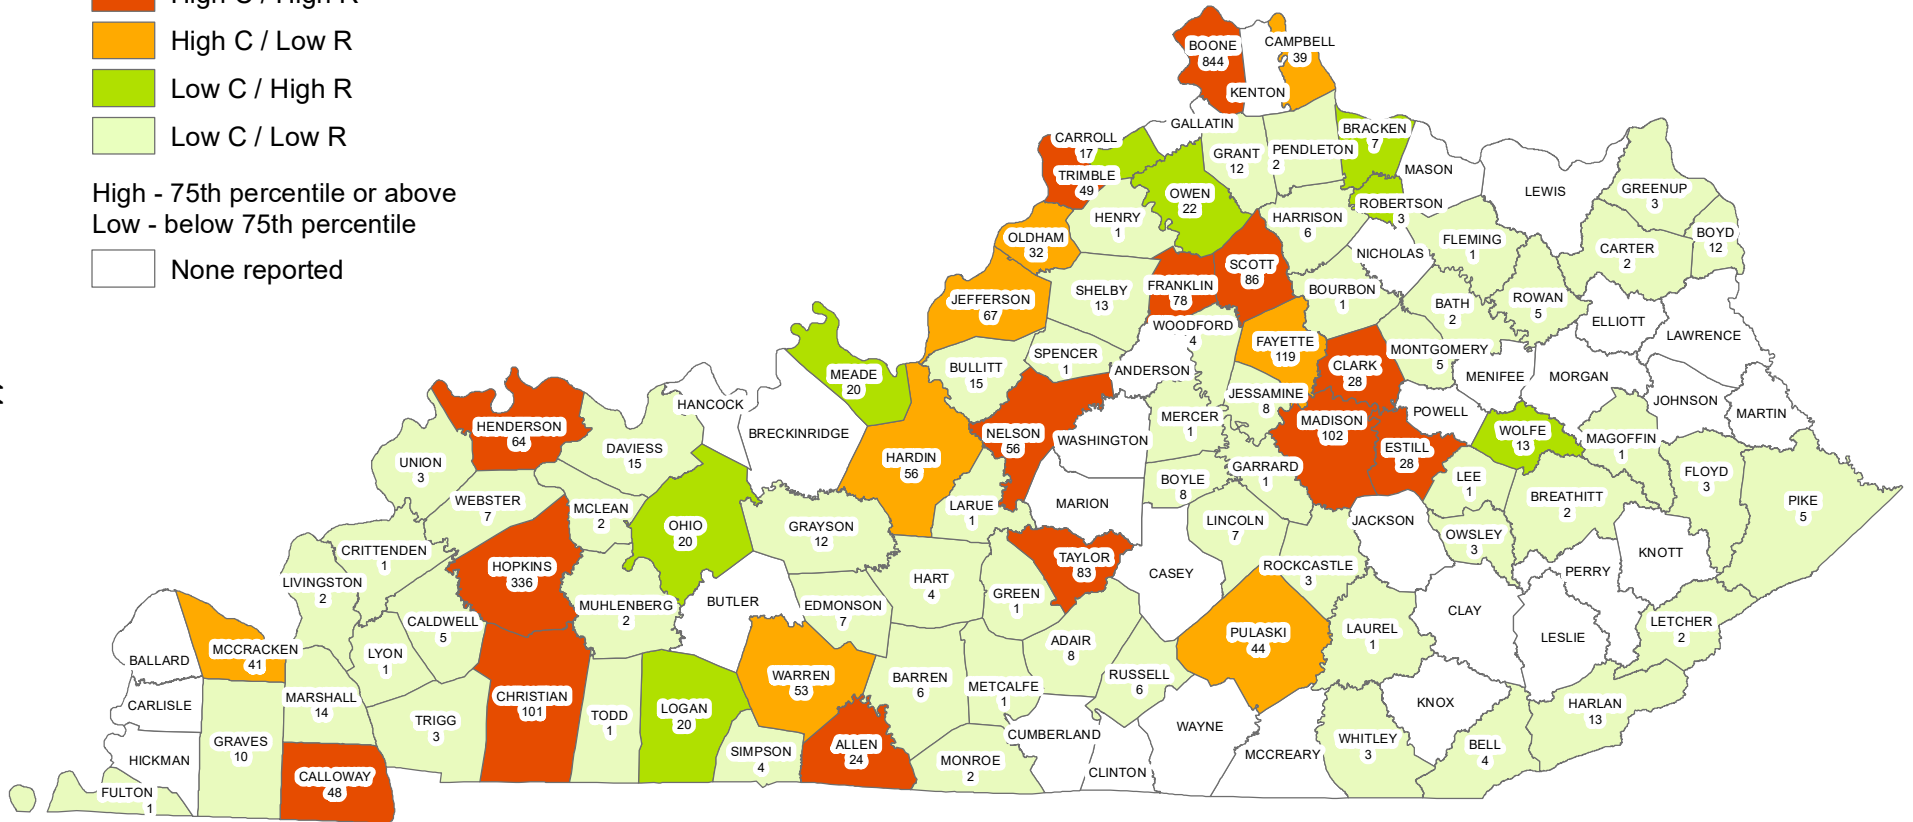 High C / High R
High C / Low R
Low C / High R
Low C / Low R
High - 75th percentile or above
Low - below 75th percentile
None reported
BOONE
844
CAMPBELL
39
KENTON
GALLATIN
CARROLL
17
TRIMBLE
49
GRANT
12
PENDLETON
2
BRACKEN
7
MASON
LEWIS
GREENUP
3
OWEN
22
ROBERTSON
3
HENRY
1
HARRISON
6
OLDHAM
32
FLEMING
1
BOYD
12
CARTER
2
NICHOLAS
SCOTT
86
JEFFERSON
67
SHELBY
13
FRANKLIN
78
BOURBON
1
BATH
2
ROWAN
5
ELLIOTT
LAWRENCE
WOODFORD
4
FAYETTE
119
SPENCER
1
ANDERSON
BULLITT
15
MEADE
20
CLARK
28
MONTGOMERY
5
MENIFEE
MORGAN
JOHNSON
MARTIN
JESSAMINE
8
POWELL
HANCOCK
BRECKINRIDGE
HENDERSON
64
DAVIESS
15
UNION
3
NELSON
56
WASHINGTON
MERCER
1
MADISON
102
WOLFE
13
MAGOFFIN
1
ESTILL
28
HARDIN
56
GARRARD
1
LEE
1
FLOYD
3
BOYLE
8
BREATHITT
2
PIKE
5
WEBSTER
7
MCLEAN
2
LARUE
1
MARION
LINCOLN
7
JACKSON
OHIO
20
GRAYSON
12
OWSLEY
3
KNOTT
CRITTENDEN
1
HOPKINS
336
TAYLOR
83
CASEY
ROCKCASTLE
3
PERRY
LIVINGSTON
2
HART
4
GREEN
1
BUTLER
EDMONSON
7
MUHLENBERG
2
CLAY
CALDWELL
5
LETCHER
2
LAUREL
1
PULASKI
44
LESLIE
ADAIR
8
MCCRACKEN
41
LYON
1
BALLARD
WARREN
53
BARREN
6
METCALFE
1
RUSSELL
6
CHRISTIAN
101
MARSHALL
14
CARLISLE
KNOX
HARLAN
13
LOGAN
20
TODD
1
TRIGG
3
WAYNE
CUMBERLAND
WHITLEY
3
BELL
4
GRAVES
10
ALLEN
24
SIMPSON
4
MCCREARY
HICKMAN
MONROE
2
CLINTON
CALLOWAY
48
FULTON
1